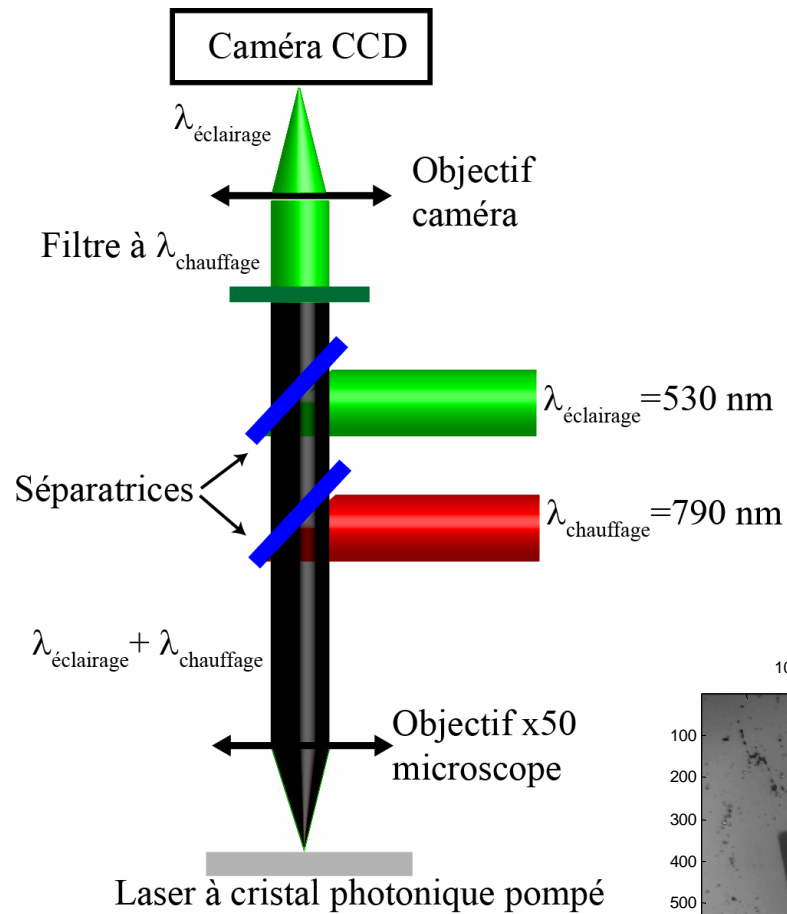 Caméra CCD
λéclairage
Objectif
caméra
Filtre à λchauffage
λéclairage=530 nm
Séparatrices
λchauffage=790 nm
λéclairage+ λchauffage
10
Objectif x50
microscope
100
200
300
400
500
Laser à cristal photonique pompé